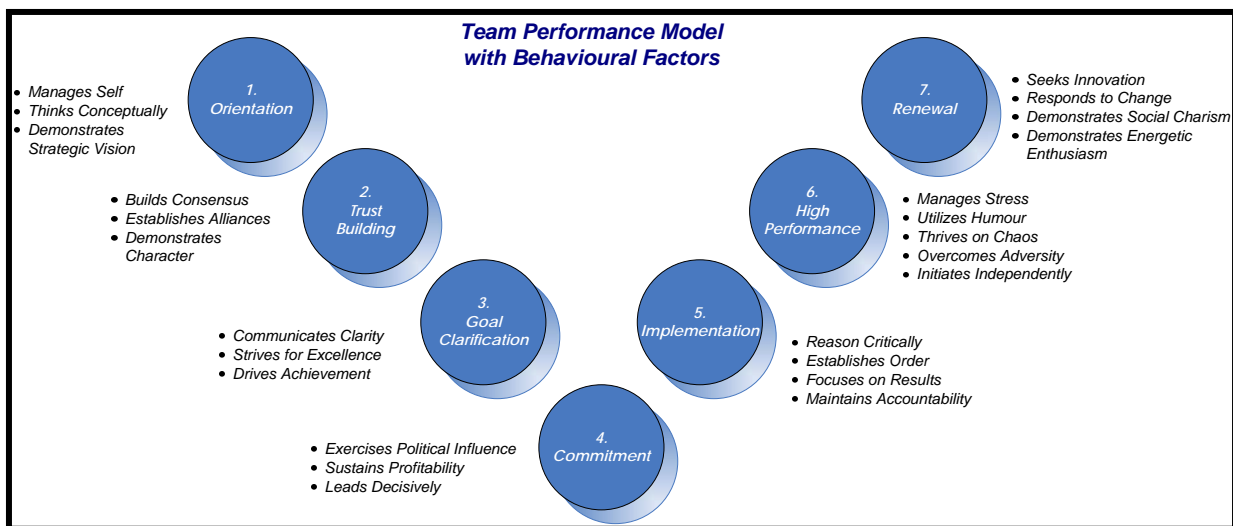 Team Performance Model
with Behavioural Factors
1.
Orientation
• Manages Self
• Thinks Conceptually
• Demonstrates
Strategic Vision
2.
Trust
Building
• Builds Consensus
• Establishes Alliances
• Demonstrates
Character
3.
Goal
Clarification
• Communicates Clarity
• Strives for Excellence
• Drives Achievement
4.
Commitment
• Exercises Political Influence
• Sustains Profitability
• Leads Decisively
5.
Implementation
• Reason Critically
• Establishes Order
• Focuses on Results
• Maintains Accountability
6.
High
Performance
• Manages Stress
• Utilizes Humour
• Thrives on Chaos
• Overcomes Adversity
• Initiates Independently
7.
Renewal
• Seeks Innovation
• Responds to Change
• Demonstrates Social Charism
• Demonstrates Energetic
Enthusiasm